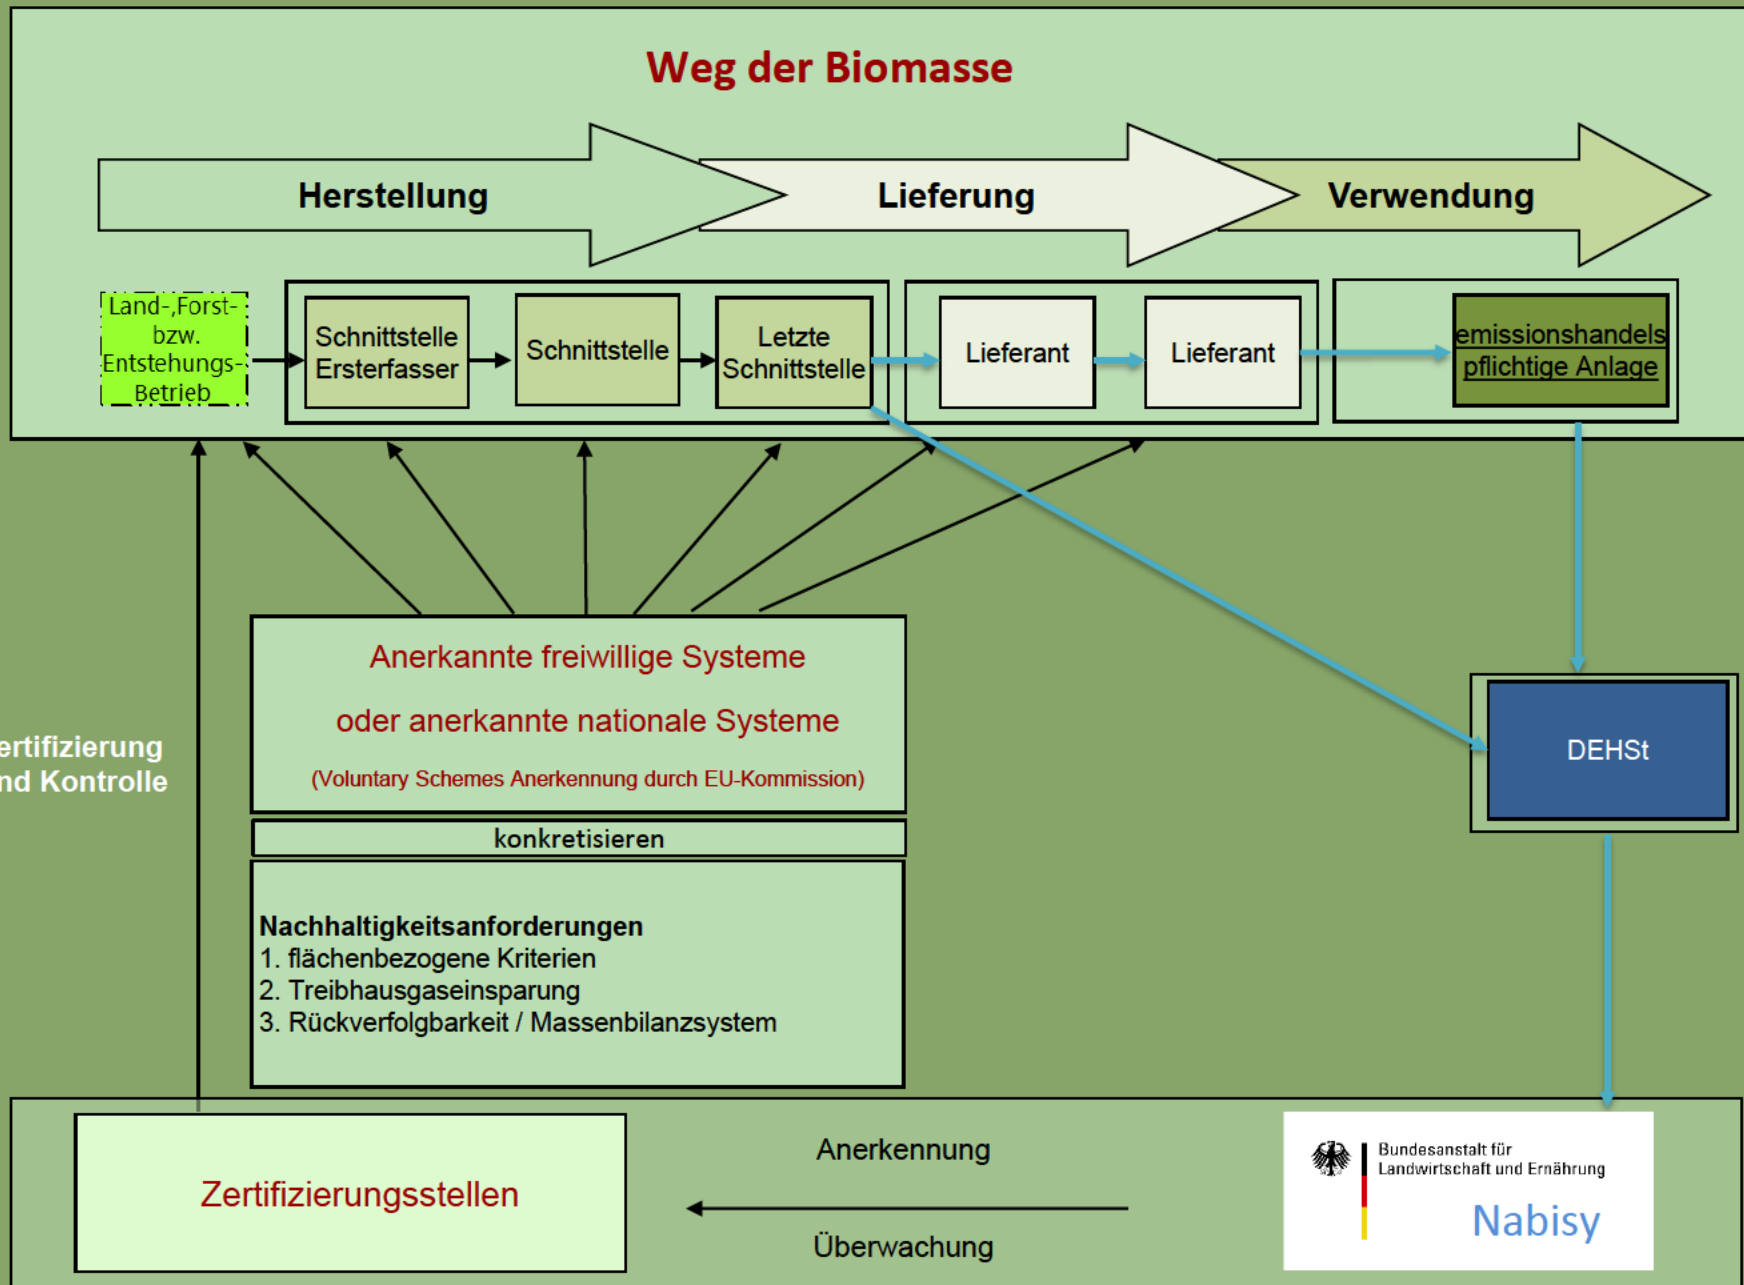 Weg der Biomasse
Herstellung
Lieferung
Verwendung
Land-,Forst-
bzw.
Entstehungs-
Betrieb
Schnittstelle
Ersterfasser
Schnittstelle
Letzte
Schnittstelle
Lieferant
Lieferant
emissionshandels
pflichtige Anlage
Anerkannte freiwillige Systeme
oder anerkannte nationale Systeme
(Voluntary Schemes Anerkennung durch EU-Kommission)
ertifizierung
nd Kontrolle
DEHSt
konkretisieren
Nachhaltigkeitsanforderungen
1. flächenbezogene Kriterien
2. Treibhausgaseinsparung
3. Rückverfolgbarkeit / Massenbilanzsystem
Zertifizierungsstellen
Anerkennung
Überwachung
Bundesanstalt für
Landwirtschaft und Ernährung
Nabisy